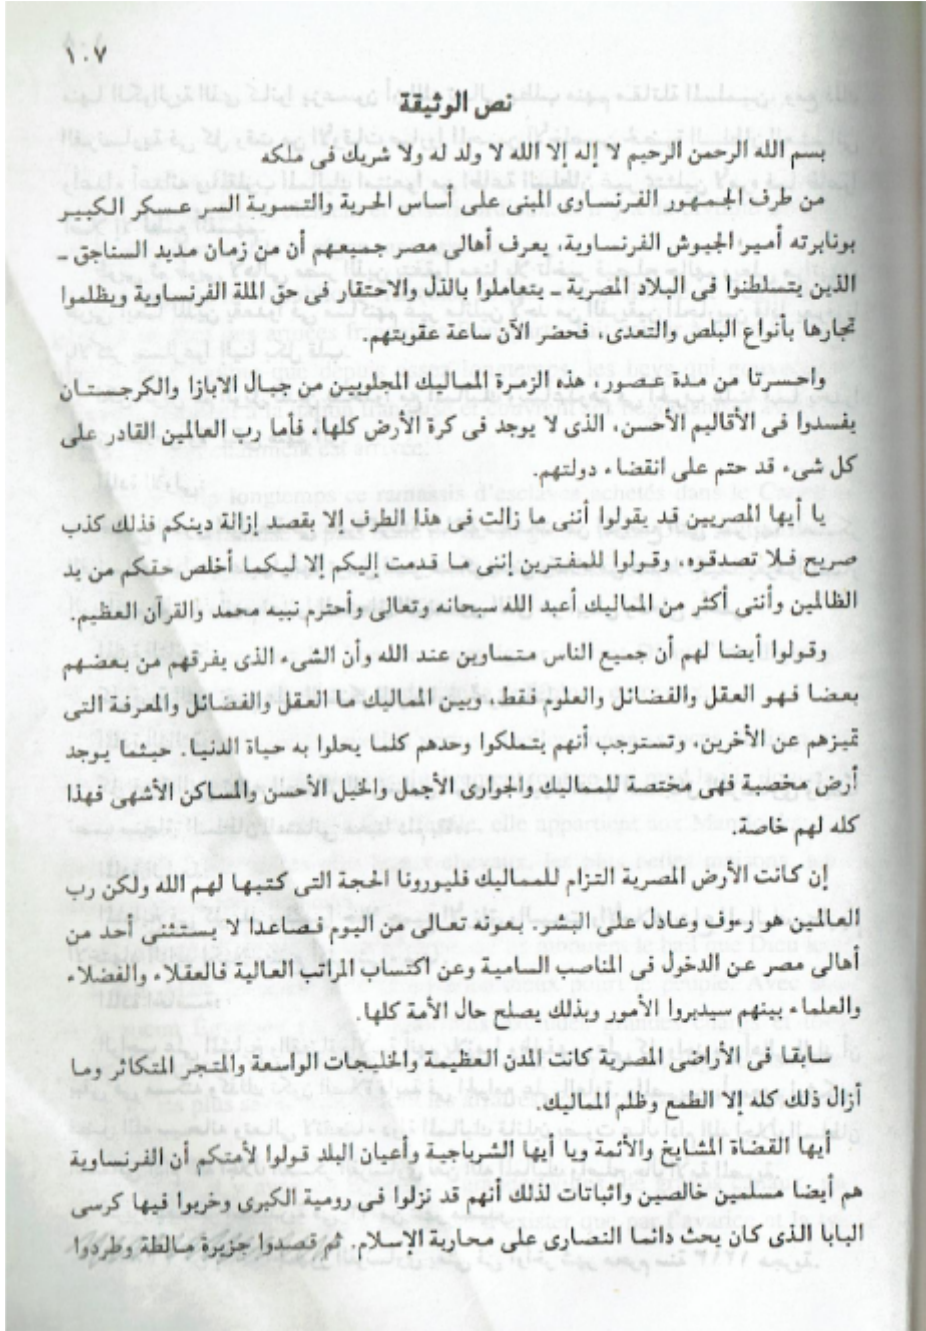 ١٠٧
نص الوثيقة
بسم الله الرحمن الرحيم لا إله إلا الله لا ولد له ولا شريك فى ملكه
من طرف الجمهور الفرنساوى المبنى على أساس الحرية والتسوية السر عسكر الكبير
بونابرته أمير الجيوش الفرنساوية، يعرف أهالى مصر جميعهم أن من زمان مديد السناجق ـ
الذين يتسلطنوا فى البلاد المصرية ـ يتعاملوا بالذل والاحتقار فى حق الملة الفرنساوية ويظلموا
تجارها بأنواع البلص والتعدى، فحضر الآن ساعة عقوبتهم.
واحسرتا من مدة عصور، هذه الزمرة المماليك المجلوبين من جبال الابازا والكرجستان
يفسدوا فى الأقاليم الأحسن، الذى لا يوجد فى كرة الأرض كلها، فأما رب العالمين القادر على
كل شىء قد حتم على انقضاء دولتهم.
يا أيها المصريين قد يقولوا أننى ما زالت فى هذا الطرف إلا بقصد إزالة دينكم فذلك كذب
صريح فلا تصدقوه، وقولوا للمفترين إننى ما قدمت إليكم إلا ليكما أخلص حقكم من يد
الظالمين وأننى أكثر من المماليك أعبد الله سبحانه وتعالى وأحترم نبيه محمد والقرآن العظيم.
وقولوا أيضا لهم أن جميع الناس متساوين عند الله وأن الشىء الذى يفرقهم من بعضهم
بعضا فهو العقل والفضائل والعلوم فقط، وبين المماليك ما العقل والفضائل والمعرفة التى
تميزهم عن الأخرين، وتستوجب أنهم يتملكوا وحدهم كلما يحلوا به حياة الدنيا. حيثما يوجد
أرض مخصبة فهى مختصة للمماليك والجوارى الأجمل والخيل الأحسن والمساكن الأشهى فهذا
كله لهم خاصة.
إن كانت الأرض المصرية التزام للمماليك فليورونا الحجة التى كتبها لهم الله ولكن رب
العالمين هو رءوف وعادل على البشر. بعونه تعالى من اليوم فصاعدا لا يستثنى أحد من
أهالى مصر عن الدخول فى المناصب السامية وعن اكتساب المراتب العالية فالعقلاء والفضلاء
والعلماء بينهم سيدبروا الأمور وبذلك يصلح حال الأمة كلها.
سابقا فى الأراضى المصرية كانت المدن العظيمة والخليجات الواسعة والمتجر المتكاثر وما
أزال ذلك كله إلا الطمع وظلم المماليك.
أيها القضاة المشايخ والأئمة ويا أيها الشرباجية وأعيان البلد قولوا لأمتكم أن الفرنساوية
هم أيضا مسلمين خالصين واثباتات لذلك أنهم قد نزلوا فى رومية الكبرى وخربوا فيها كرسى
البابا الذى كان يحث دائما النصارى على محاربة الإسلام. ثم قصدوا جزيرة مالطة وطردوا